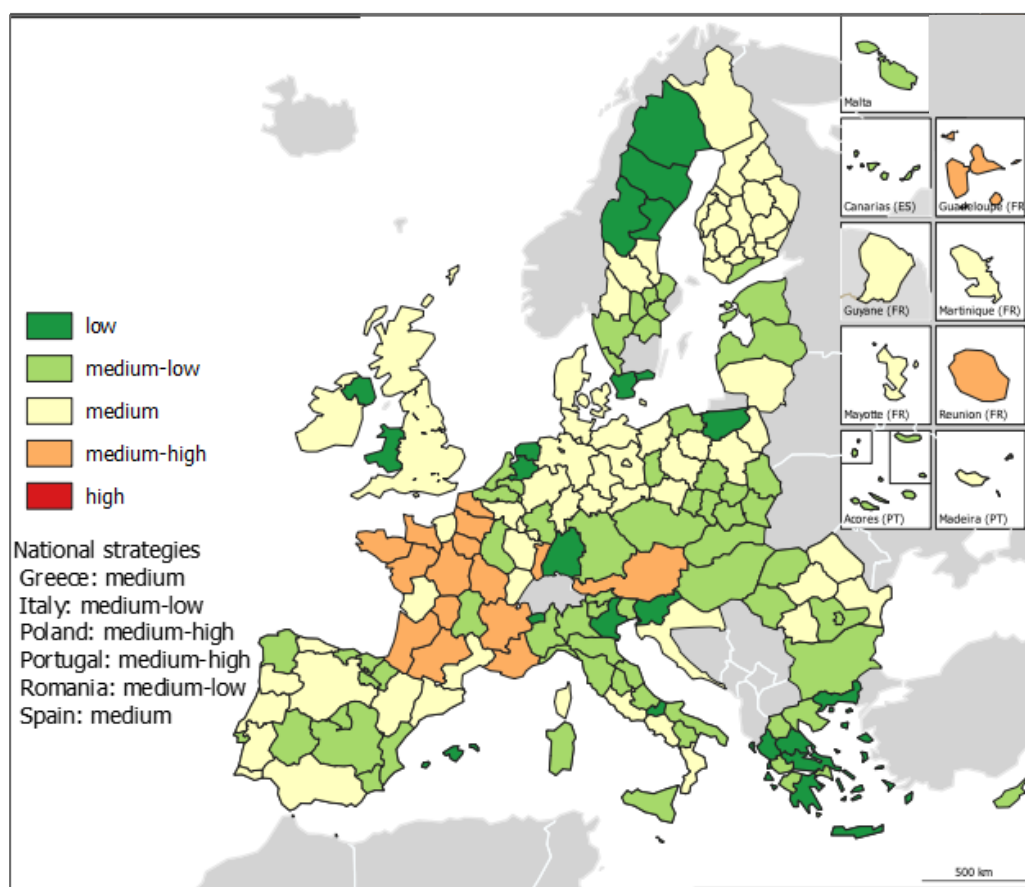 Malta
Canarias (ES)
Guadeloupe (FR
Guyane (FR)
Martinique (FR)
Mayotte (FR)
Reunion (FR)
Acores (PT)
Madeira (PT)
low
medium-low
medium
medium-high
high
National strategies
Greece: medium
Italy: medium-low
Poland: medium-high
Portugal: medium-high
Romania: medium-low
Spain: medium
500 km